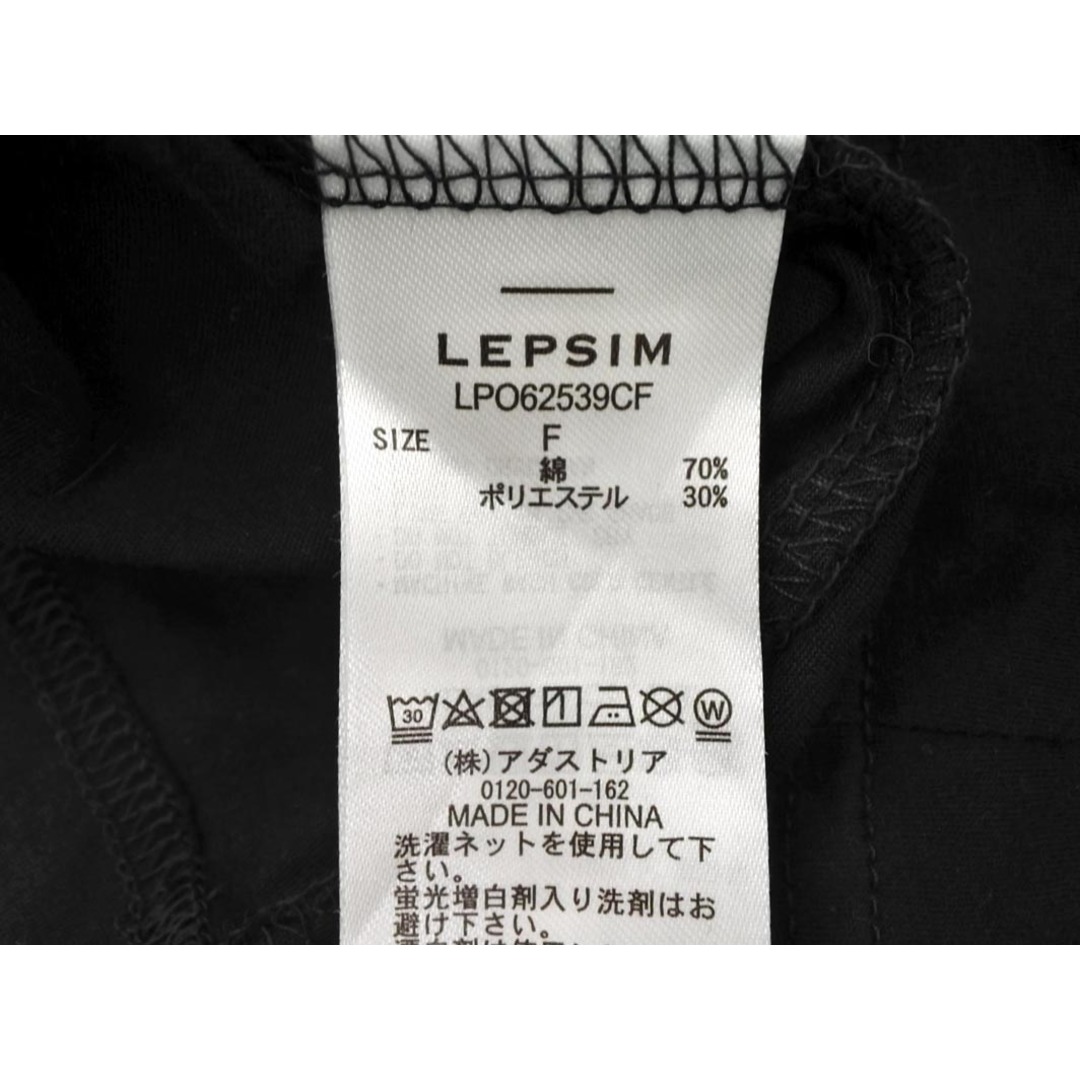 LEPSIM
LPO62539CF
SIZE F
綿 70%
ポリエステル 30%
30 W
(株)アダストリア
0120-601-162
MADE IN CHINA
洗濯ネットを使用して下
さい。
蛍光増白剤入り洗剤はお
避け下さい。